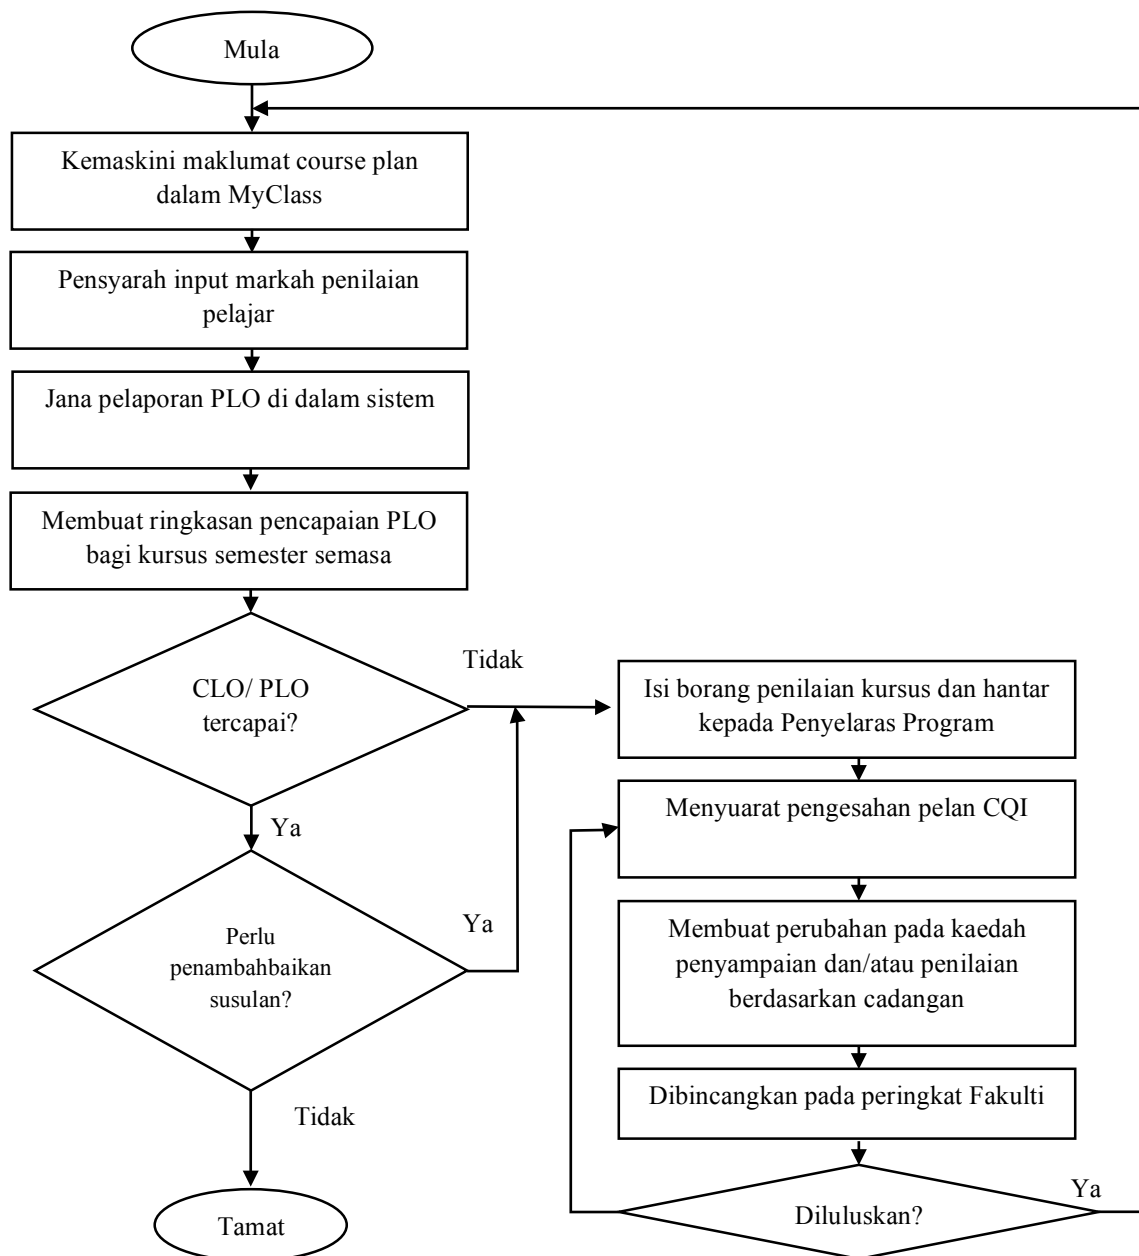 Mula
Kemaskini maklumat course plan
dalam MyClass
Pensyarah input markah penilaian
pelajar
Jana pelaporan PLO di dalam sistem
Membuat ringkasan pencapaian PLO
bagi kursus semester semasa
CLO/ PLO
tercapai?
Tidak
Ya
Perlu
penambahbaikan
susulan?
Ya
Tidak
Tamat
Isi borang penilaian kursus dan hantar
kepada Penyelaras Program
Menyuarat pengesahan pelan CQI
Membuat perubahan pada kaedah
penyampaian dan/atau penilaian
berdasarkan cadangan
Dibincangkan pada peringkat Fakulti
Diluluskan?
Ya